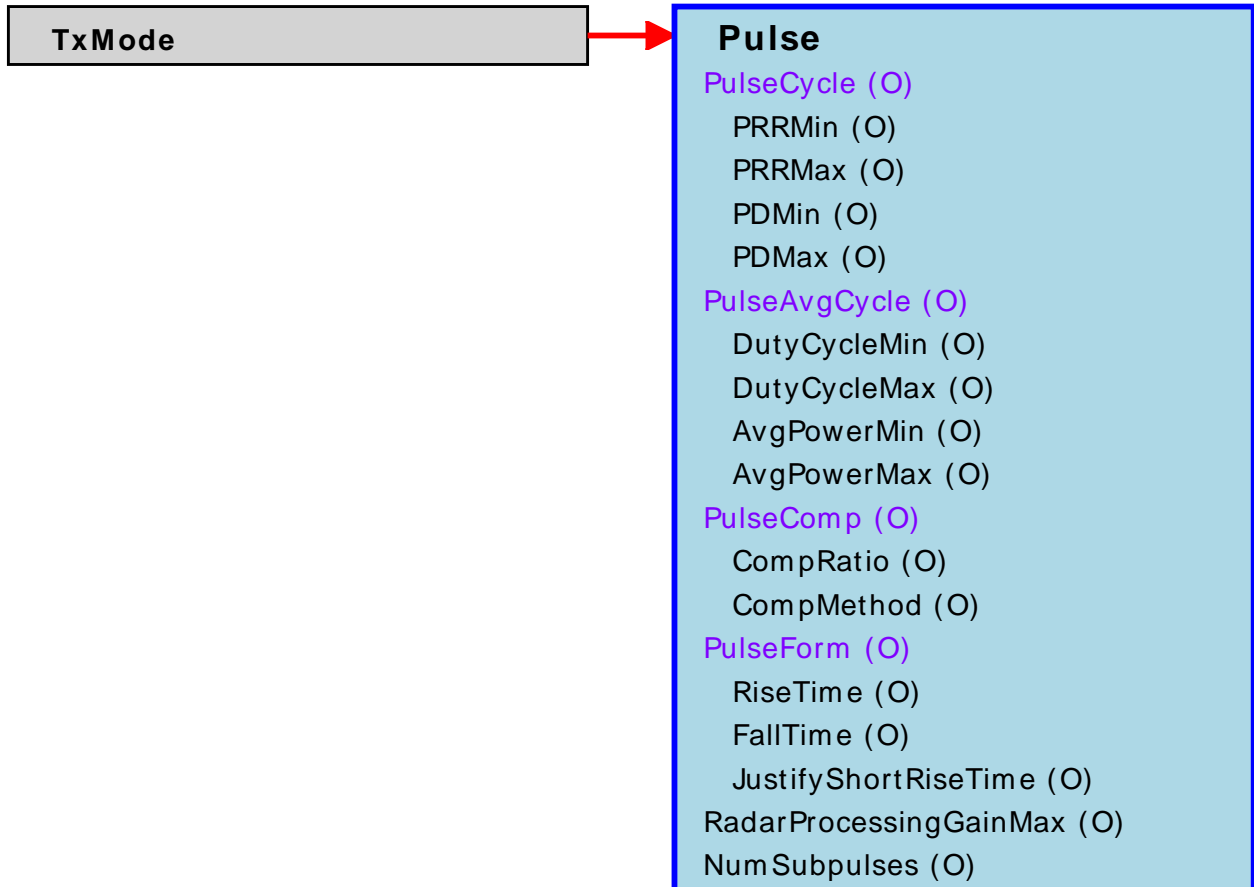 TxMode
Pulse
PulseCycle (O)
PRRMin (O)
PRRMax (O)
PDMin (O)
PDMax (O)
PulseAvgCycle (O)
DutyCycleMin (O)
DutyCycleMax (O)
AvgPowerMin (O)
AvgPowerMax (O)
PulseComp (O)
CompRatio (O)
CompMethod (O)
PulseForm (O)
RiseTime (O)
FallTime (O)
JustifyShortRiseTime (O)
RadarProcessingGainMax (O)
NumSubpulses (O)